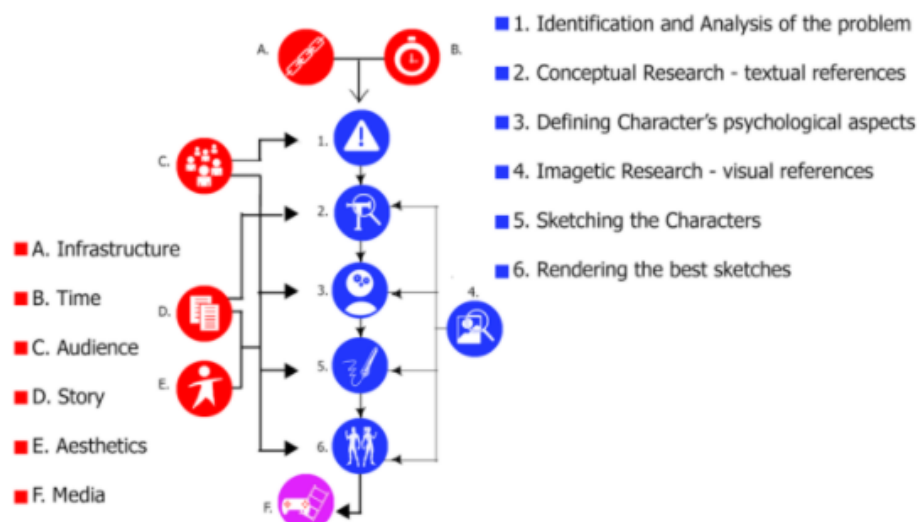 A.
B.
1. Identification and Analysis of the problem
2. Conceptual Research - textual references
3. Defining Character's psychological aspects
4. Imagetic Research - visual references
5. Sketching the Characters
6. Rendering the best sketches
C.
1.
2.
3.
4.
D.
E.
5.
6.
F.
A. Infrastructure
B. Time
C. Audience
D. Story
E. Aesthetics
F. Media